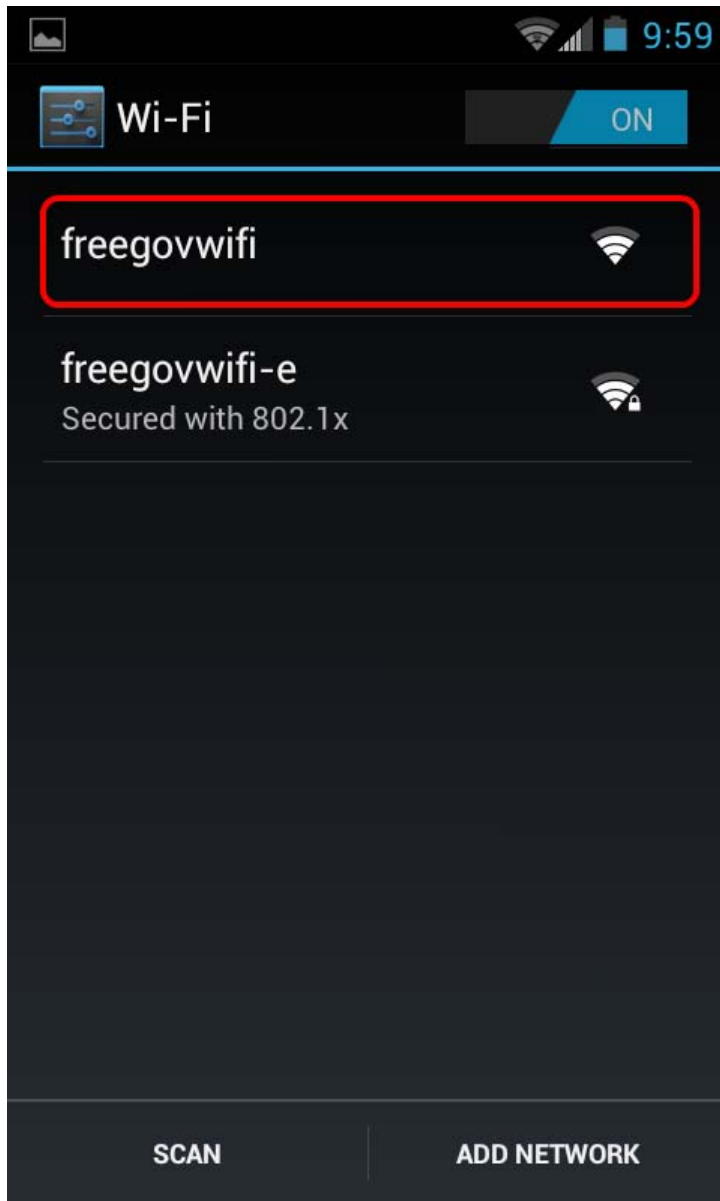 9:59
Wi-Fi ON
freegovwifi
freegovwifi-e
Secured with 802.1x
SCAN ADD NETWORK